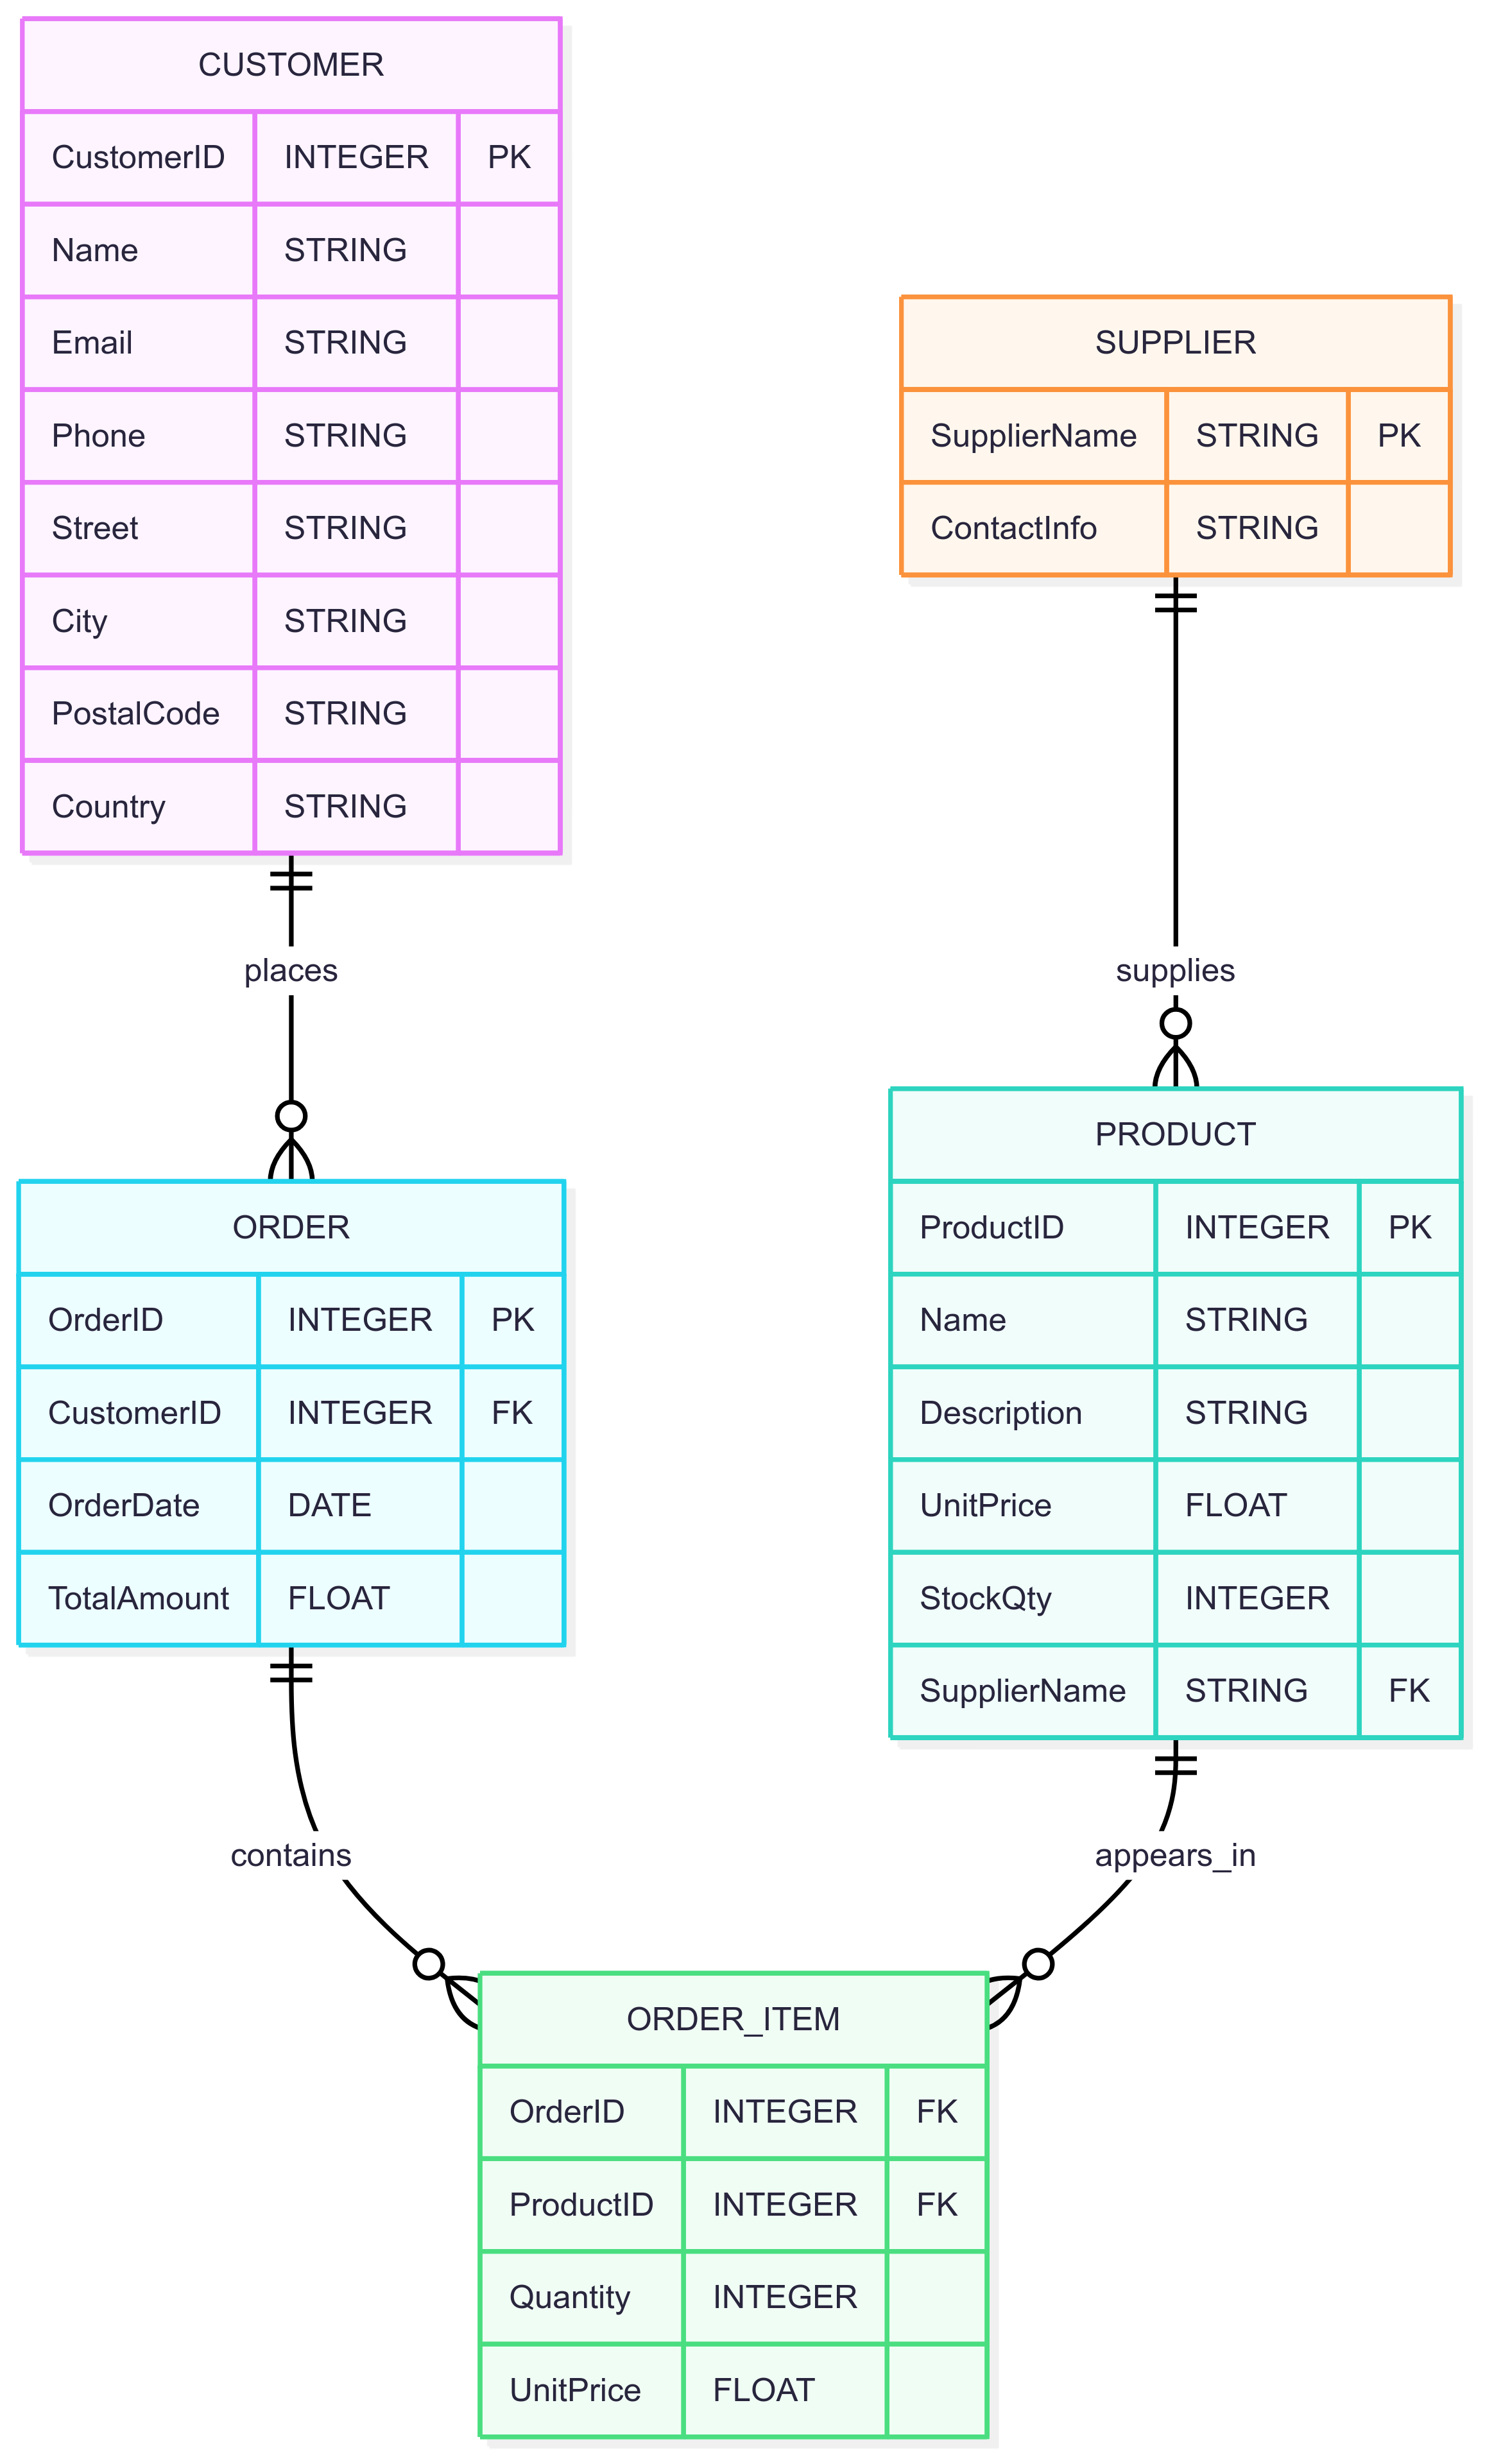 CUSTOMER
CustomerID INTEGER PK
Name STRING
Email STRING
Phone STRING
Street STRING
City STRING
PostalCode STRING
Country STRING
SUPPLIER
SupplierName STRING PK
ContactInfo STRING
places
supplies
ORDER
OrderID INTEGER PK
CustomerID INTEGER FK
OrderDate DATE
TotalAmount FLOAT
PRODUCT
ProductID INTEGER PK
Name STRING
Description STRING
UnitPrice FLOAT
StockQty INTEGER
SupplierName STRING FK
contains
appears_in
ORDER_ITEM
OrderID INTEGER FK
ProductID INTEGER FK
Quantity INTEGER
UnitPrice FLOAT